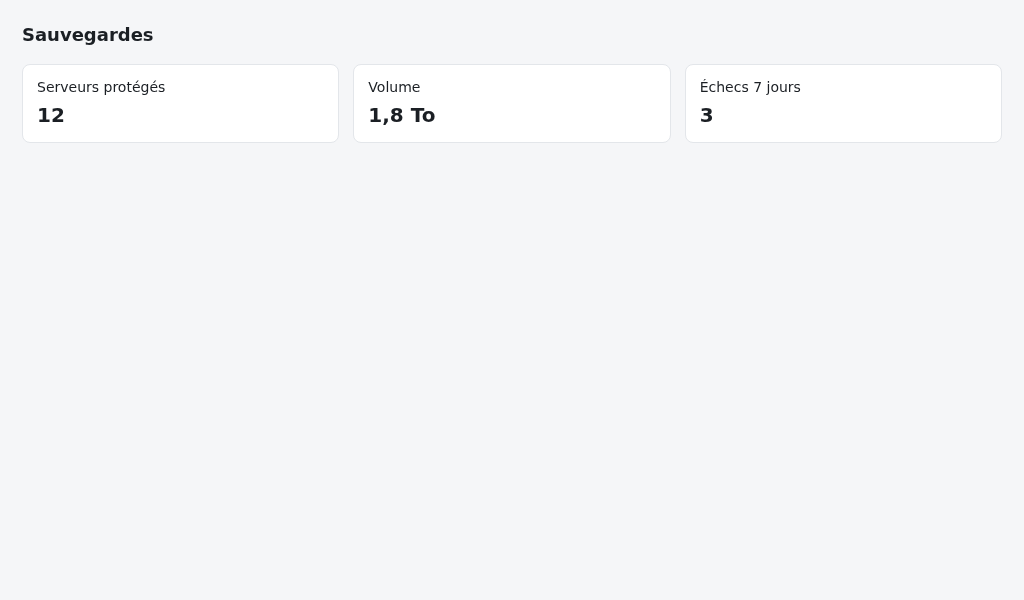 Sauvegardes
Serveurs protégés
12
Volume
1,8 To
Échecs 7 jours
3